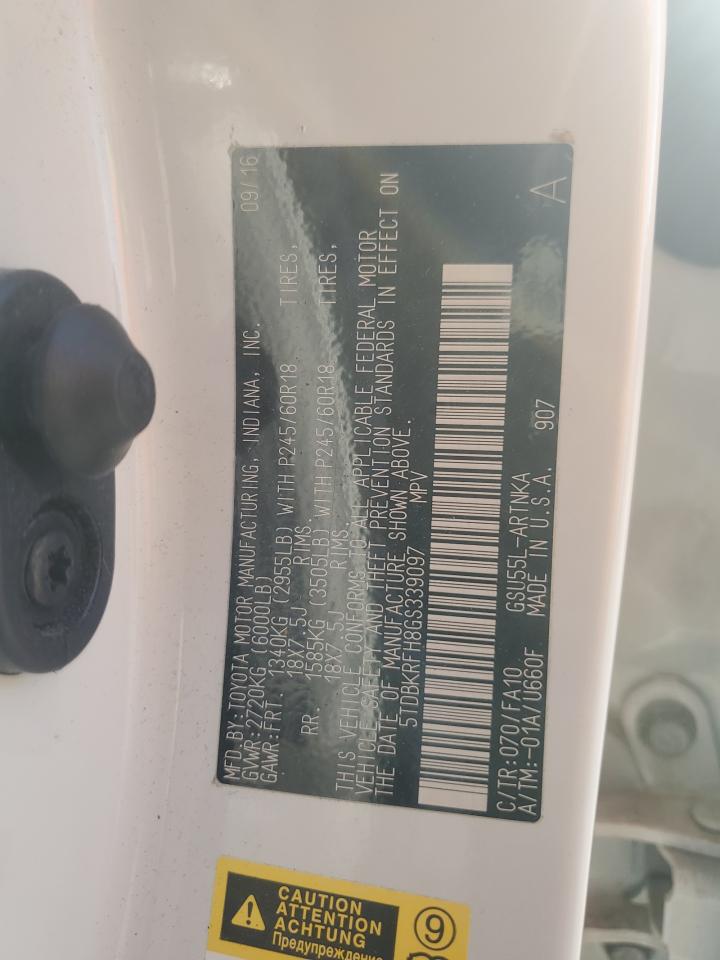 MFD.BY:TOYOTA MOTOR MANUFACTURING, INDIANA, INC. 09/16
GVWR:2720KG (6000LB)
GAWR:FRT. 1340KG (2955LB) WITH P245/60R18 TIRES,
18X7.5J RIMS.
RR. 1585KG (3505LB) WITH P245/60R18 TIRES,
18X7.5J RIMS.
THIS VEHICLE CONFORMS TO ALL APPLICABLE FEDERAL MOTOR
VEHICLE SAFETY AND THEFT PREVENTION STANDARDS IN EFFECT ON
THE DATE OF MANUFACTURE SHOWN ABOVE.
5TDBKRFH8GS339097 MPV
C/TR:070/FA10 GSU55L-ARTNKA A
A/TM:-01A/U660F MADE IN U.S.A. 907
CAUTION
ATTENTION
ACHTUNG
Предупреждение
9